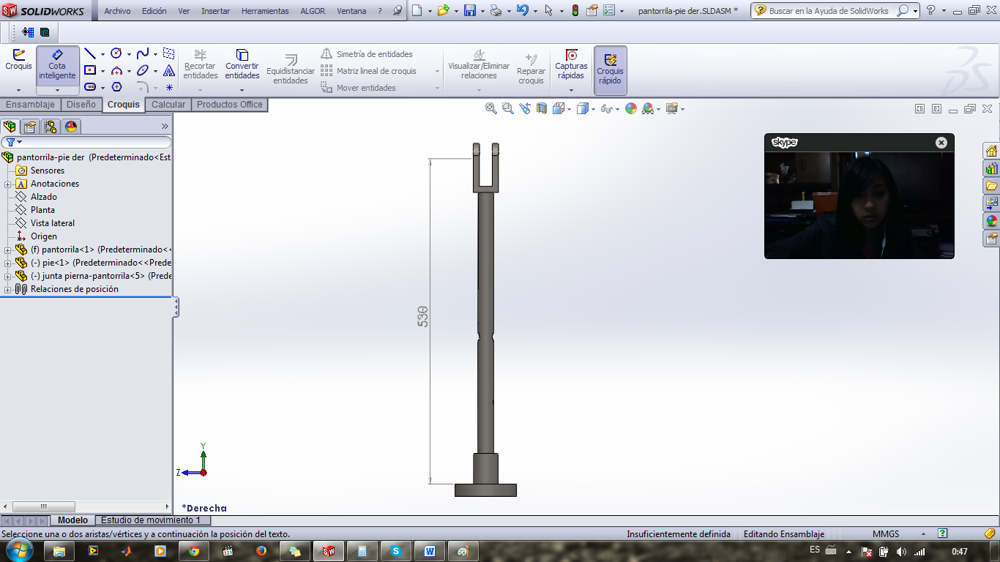 SW SOLIDWORKS Archivo Edición Ver Insertar Herramientas ALGOR Ventana ? pantorrila-pie der.SLDASM * Buscar en la Ayuda de SolidWorks ?
Croquis
Cota inteligente
Recortar entidades
Convertir entidades
Equidistanciar entidades
Simetría de entidades
Matriz lineal de croquis
Mover entidades
Visualizar/Eliminar relaciones
Reparar croquis
Capturas rápidas
Croquis rápido
Ensamblaje Diseño Croquis Calcular Productos Office
pantorrila-pie der (Predeterminado<Est
Sensores
Anotaciones
Alzado
Planta
Vista lateral
Origen
(f) pantorrila<1> (Predeterminado<<
(-) pie<1> (Predeterminado<<Prede
(-) junta pierna-pantorrila<5> (Prede
Relaciones de posición
530
skype
Y
Z
*Derecha
Modelo Estudio de movimiento 1
Seleccione una o dos aristas/vértices y a continuación la posición del texto. Insuficientemente definida Editando Ensamblaje MMGS ?
ES 0:47